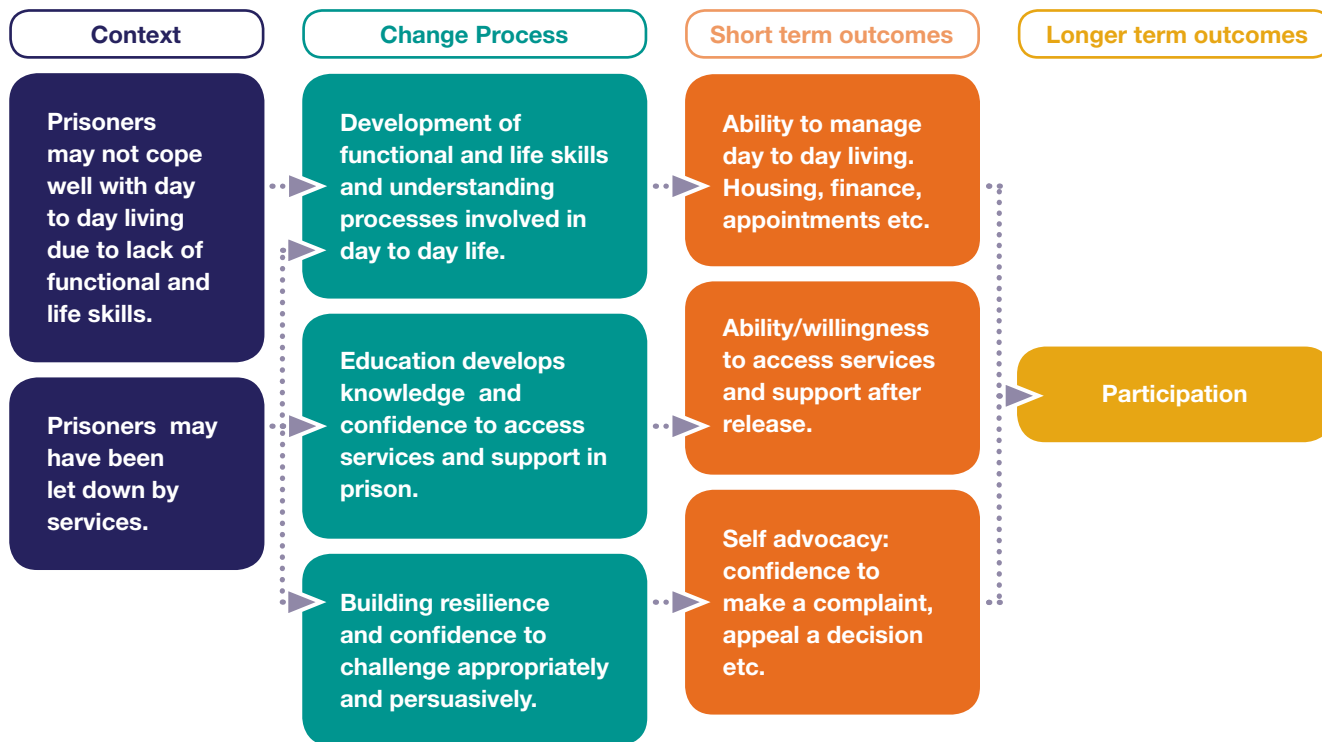 Context
Change Process
Short term outcomes
Longer term outcomes
Prisoners
may not cope
well with day
to day living
due to lack of
functional and
life skills.
Prisoners  may
have been
let down by
services.
Development of
functional and life skills
and understanding
processes involved in
day to day life.
Education develops
knowledge  and
confidence to access
services and support in
prison.
Building resilience
and confidence to
challenge appropriately
and persuasively.
Ability to manage
day to day living.
Housing, finance,
appointments etc.
Ability/willingness
to access services
and support after
release.
Self advocacy:
confidence to
make a complaint,
appeal a decision
etc.
Participation